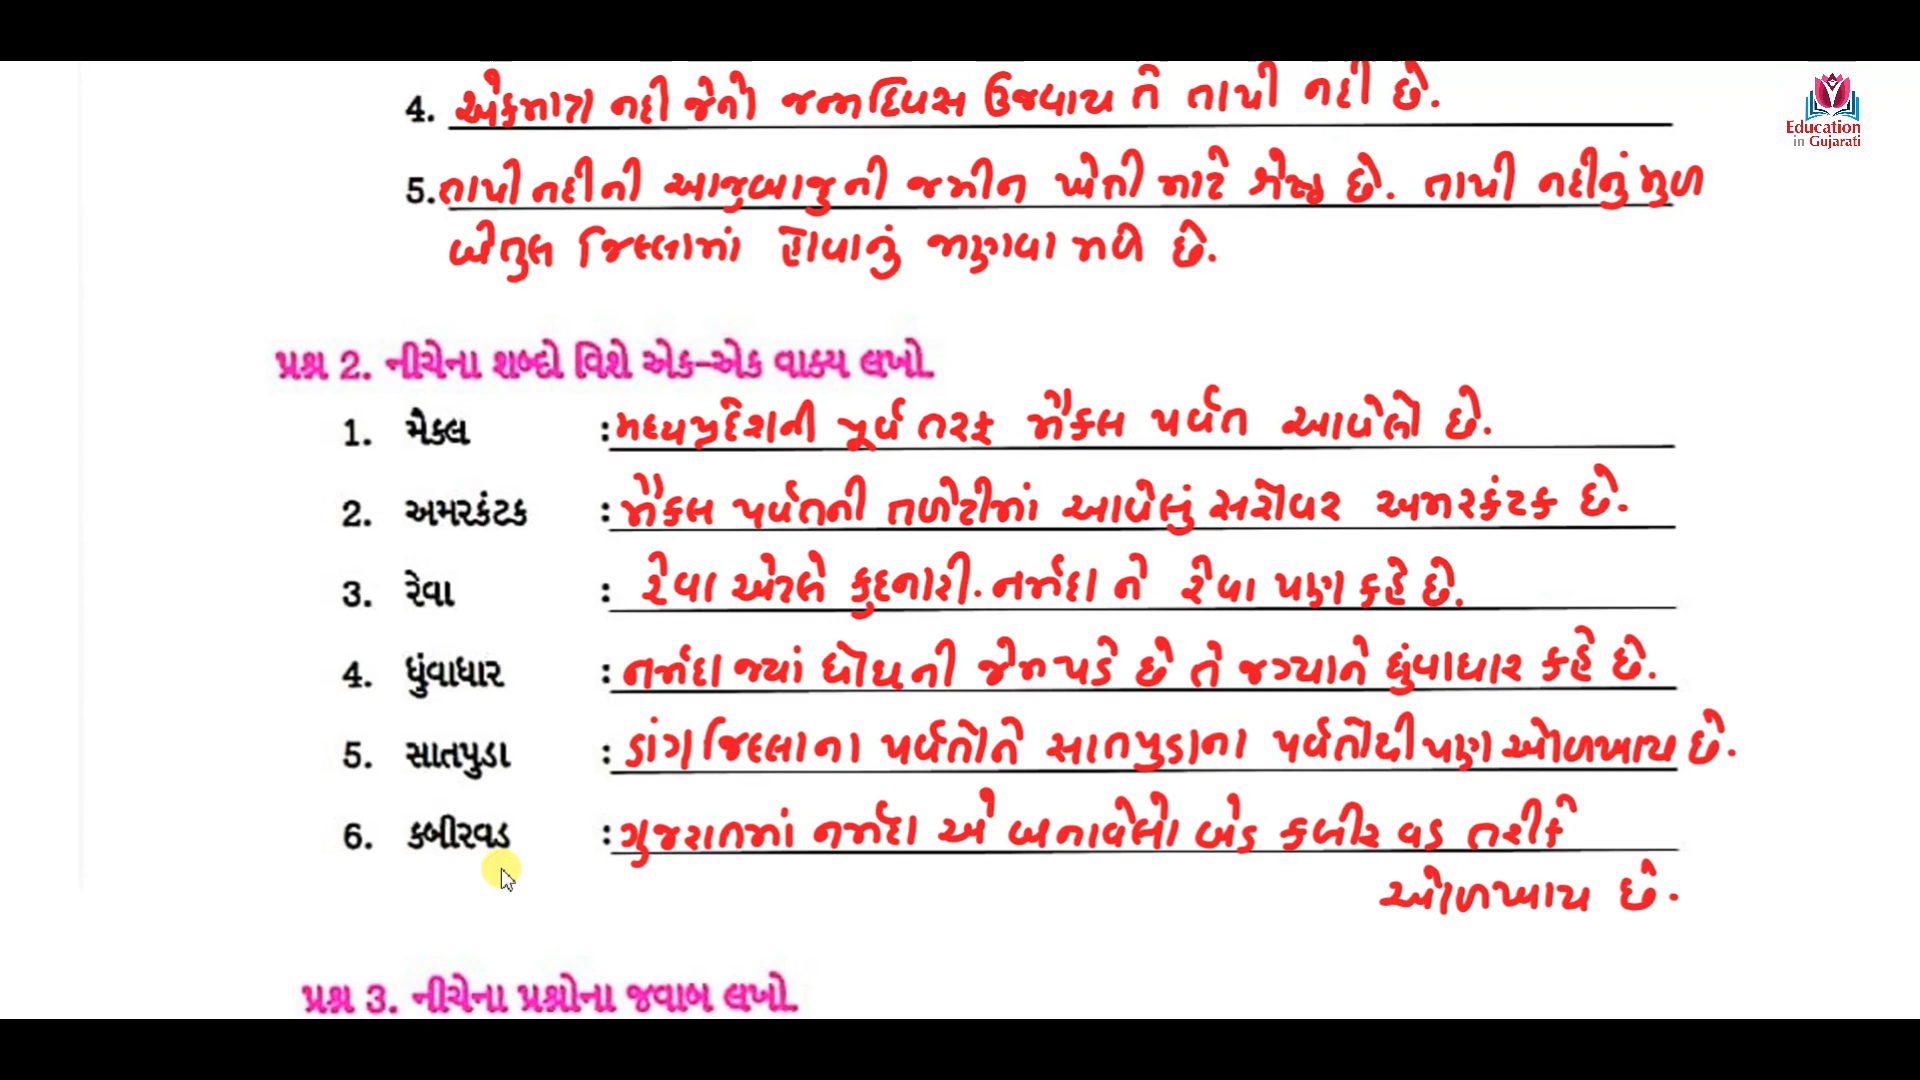 4. એકમાત્ર નદી જેનો જન્મદિવસ ઉજવાય તે તાપી નદી છે.
Education
in Gujarati
5. તાપી નદીની આજુબાજુની જમીન ખેતી માટે શ્રેષ્ઠ છે. તાપી નદીનું મુળ
બેતુલ જિલ્લામાં હોવાનું જાણવા મળે છે.
પ્રશ્ન 2. નીચેના શબ્દો વિશે એક-એક વાક્ય લખો.
1. મૈકલ : મધ્યપ્રદેશની પૂર્વ તરફ મૈકલ પર્વત આવેલો છે.
2. અમરકંટક : મૈકલ પર્વતની તળેટીમાં આવેલું સરોવર અમરકંટક છે.
3. રેવા : રેવા એટલે કુદનારી. નર્મદા ને રેવા પણ કહે છે.
4. ધુંવાધાર : નર્મદા જ્યાં ધોધ ની જેમ પડે છે તે જગ્યાને ધુંવાધાર કહે છે.
5. સાતપુડા : ડાંગ જિલ્લાના પર્વતોને સાતપુડાના પર્વતોથી પણ ઓળખાય છે.
6. કબીરવડ : ગુજરાતમાં નર્મદા એ બનાવેલો બેડ કબીર વડ તરીકે
ઓળખાય છે.
પ્રશ્ન 3. નીચેના પ્રશ્નોના જવાબ લખો.